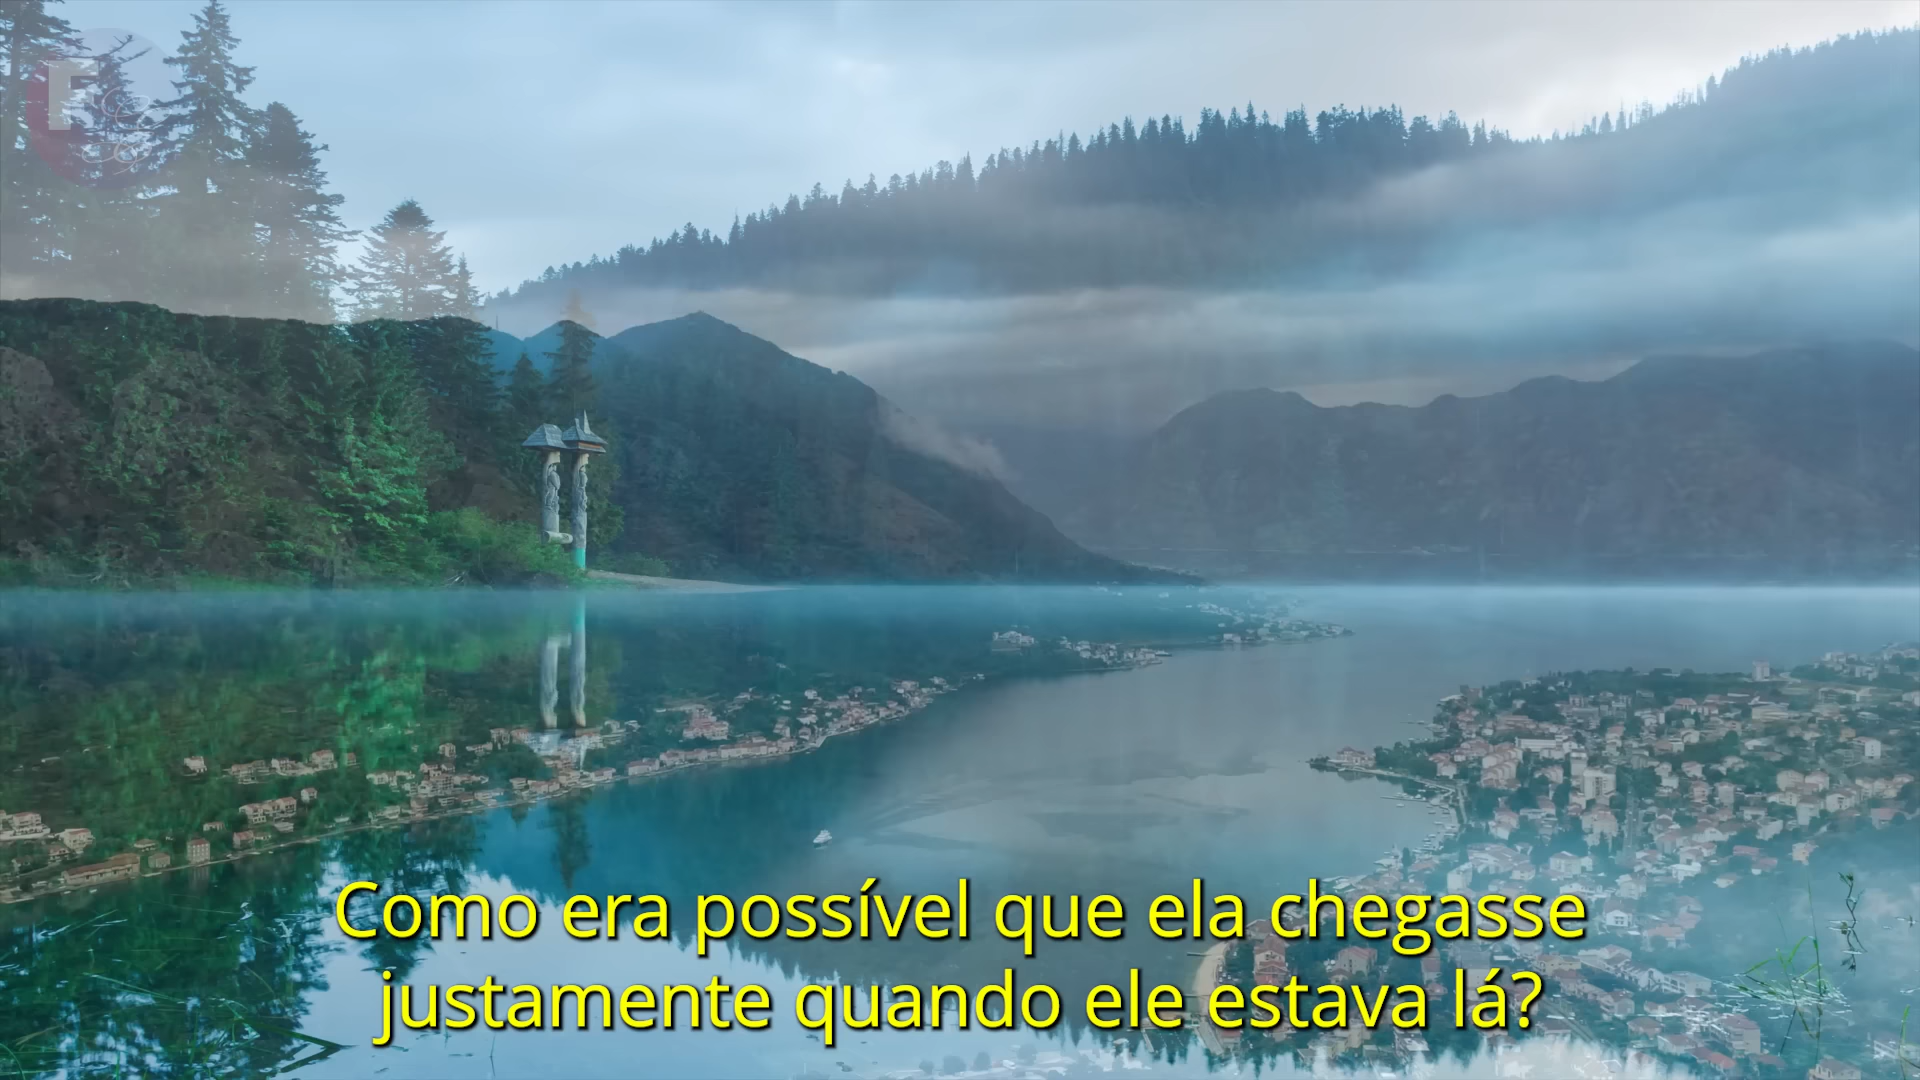 F
Como era possível que ela chegasse
justamente quando ele estava lá?